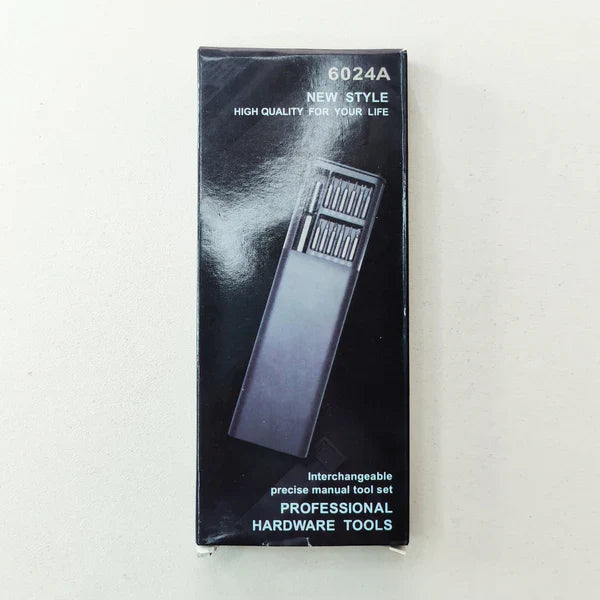 6024A
NEW STYLE
HIGH QUALITY FOR YOUR LIFE
Interchangeable
precise manual tool set
PROFESSIONAL
HARDWARE TOOLS